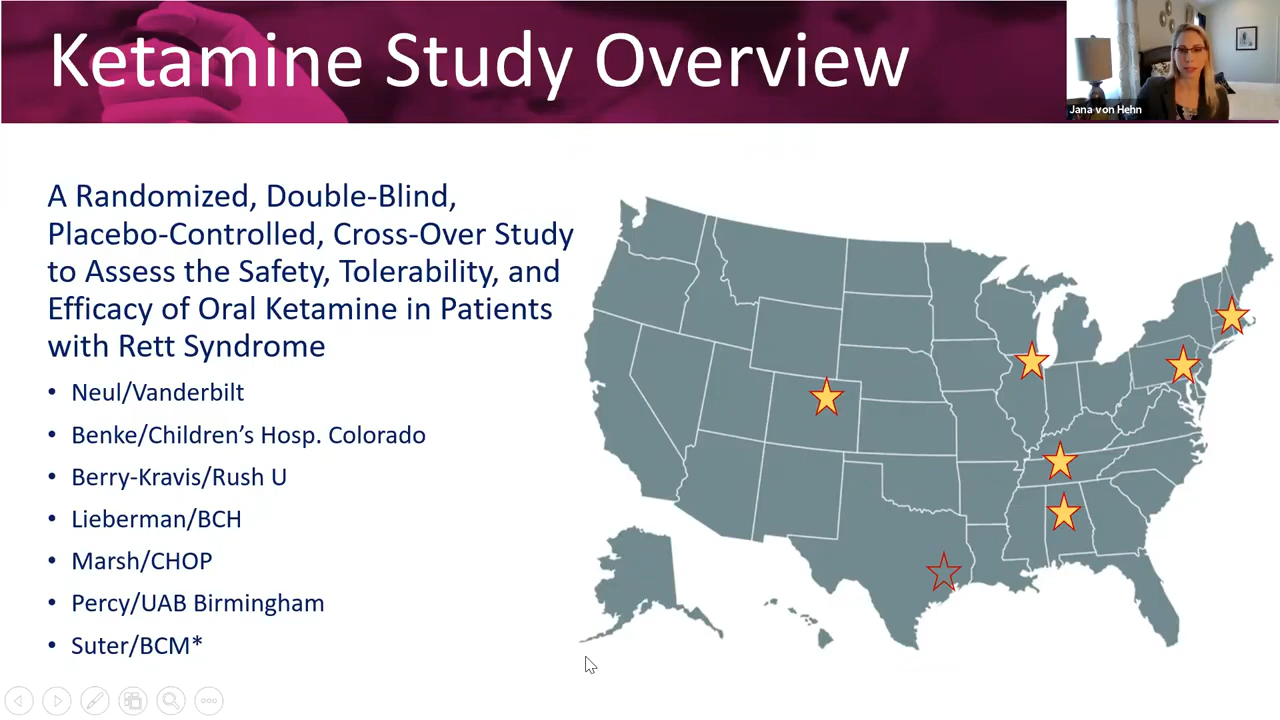 Ketamine Study Overview
Jana von Hehn
A Randomized, Double-Blind,
Placebo-Controlled, Cross-Over Study
to Assess the Safety, Tolerability, and
Efficacy of Oral Ketamine in Patients
with Rett Syndrome
• Neul/Vanderbilt
• Benke/Children’s Hosp. Colorado
• Berry-Kravis/Rush U
• Lieberman/BCH
• Marsh/CHOP
• Percy/UAB Birmingham
• Suter/BCM*